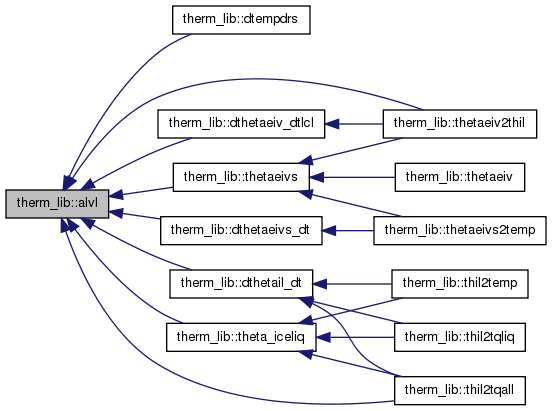 therm_lib::dtempdrs
therm_lib::dthetaeiv_dtlcl
therm_lib::thetaeiv2thil
therm_lib::thetaeivs
therm_lib::thetaeiv
therm_lib::alvl
therm_lib::dthetaeivs_dt
therm_lib::thetaeivs2temp
therm_lib::dthetail_dt
therm_lib::thil2temp
therm_lib::theta_iceliq
therm_lib::thil2tqliq
therm_lib::thil2tqall